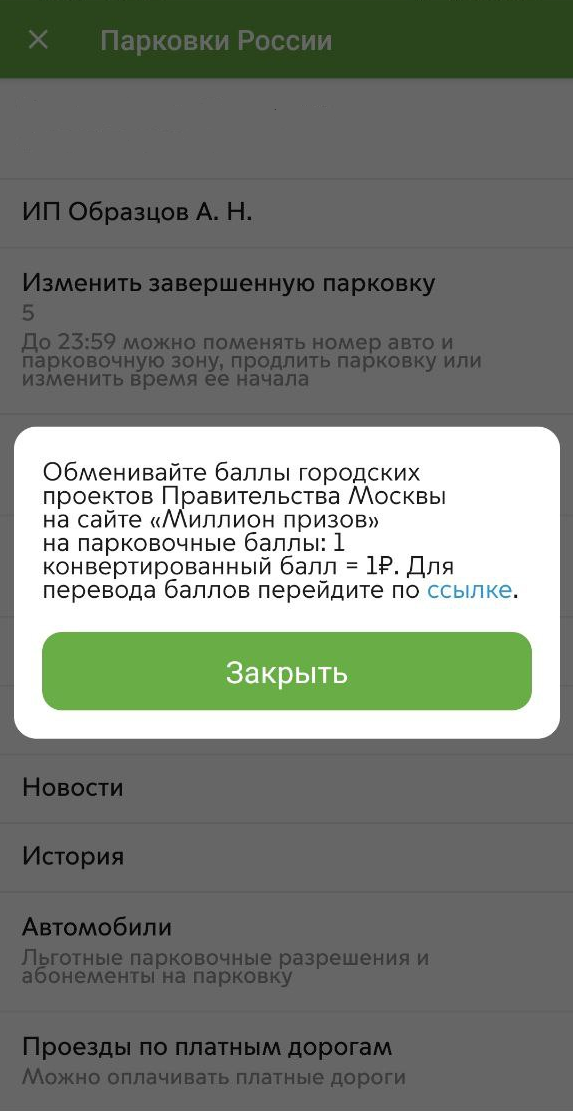 Парковки России
ИП Образцов А. Н.
Изменить завершенную парковку
5
До 23:59 можно поменять номер авто и
парковочную зону, продлить парковку или
изменить время ее начала
Обменивайте баллы городских
проектов Правительства Москвы
на сайте «Миллион призов»
на парковочные баллы: 1
конвертированный балл = 1₽. Для
перевода баллов перейдите по ссылке.
Закрыть
Новости
История
Автомобили
Льготные парковочные разрешения и
абонементы на парковку
Проезды по платным дорогам
Можно оплачивать платные дороги